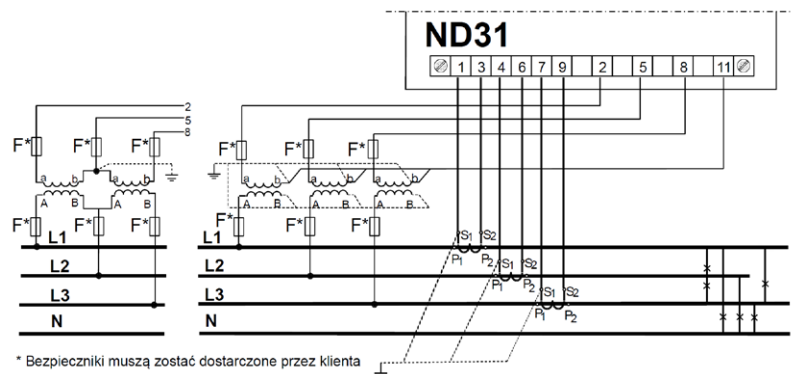 ND31
1 3 4 6 7 9 2 5 8 11
2
5
8
F* F* F* F* F* F*
a b a b a b a b a b
A B A B A B A B A B
F* F* F* F* F* F*
L1 L1 S1 S2
P1 P2
L2 L2 S1 S2
P1 P2
L3 L3 S1 S2
P1 P2
N N
* Bezpieczniki muszą zostać dostarczone przez klienta